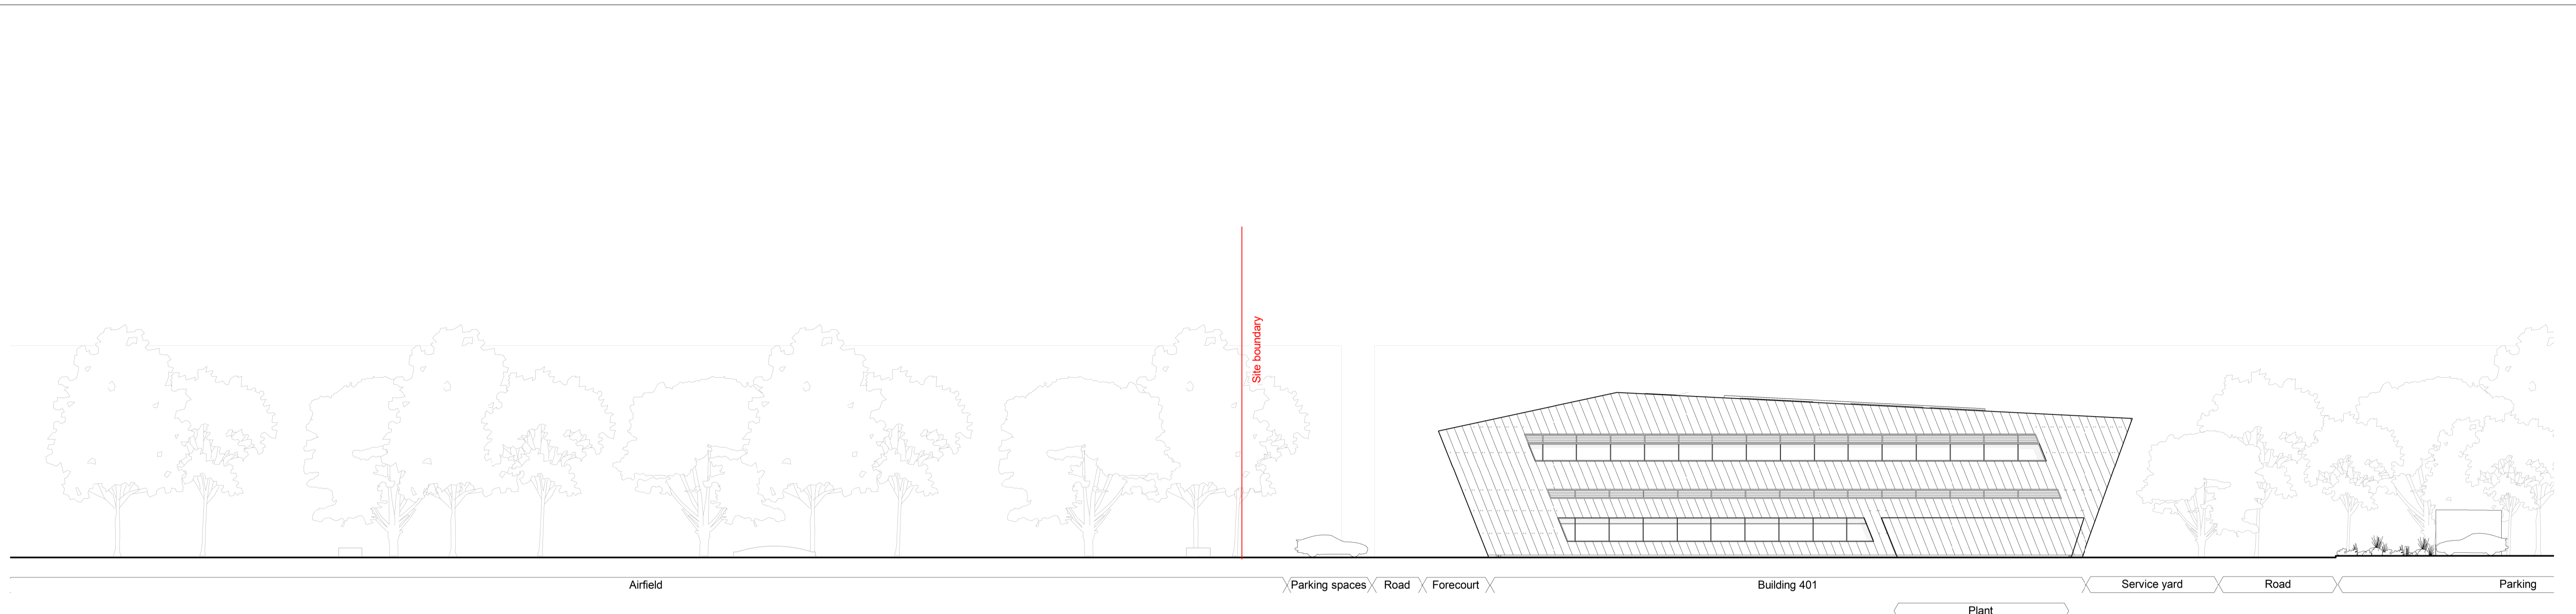 Site boundary
Airfield
Parking spaces
Road
Forecourt
Building 401
Service yard
Road
Parking
Plant